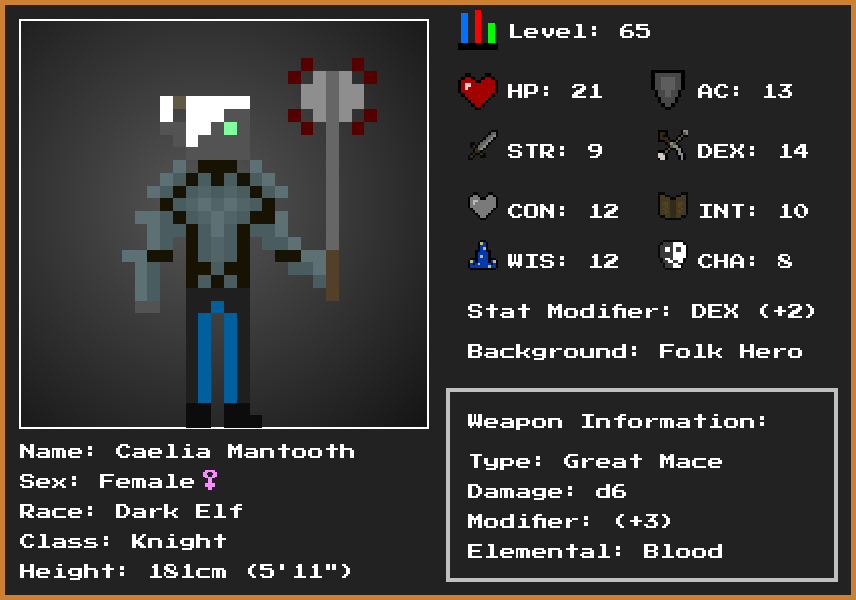 Level: 65
HP: 21 AC: 13
STR: 9 DEX: 14
CON: 12 INT: 10
WIS: 12 CHA: 8
Stat Modifier: DEX (+2)
Background: Folk Hero
Name: Caelia Mantooth
Sex: Female♀
Race: Dark Elf
Class: Knight
Height: 181cm (5'11")
Weapon Information:
Type: Great Mace
Damage: d6
Modifier: (+3)
Elemental: Blood